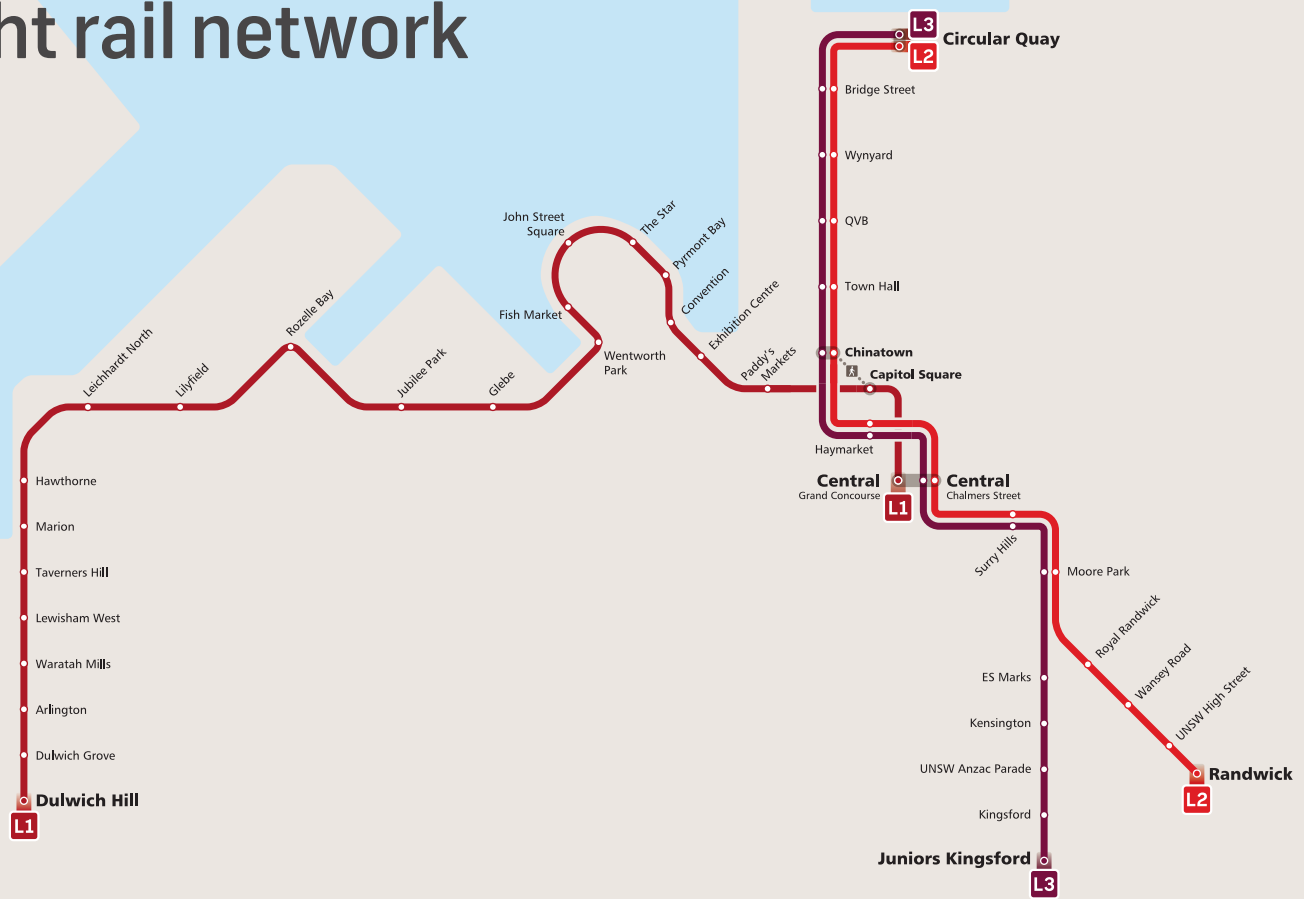 ht rail network
L3
Circular Quay
L2
Bridge Street
Wynyard
QVB
Town Hall
Chinatown
Capitol Square
Haymarket
Central
Grand Concourse
L1
Central
Chalmers Street
Surry Hills
Moore Park
Royal Randwick
Wansey Road
UNSW High Street
Randwick
L2
ES Marks
Kensington
UNSW Anzac Parade
Kingsford
Juniors Kingsford
L3
Paddy's
Markets
Exhibition Centre
Convention
Pyrmont Bay
The Star
John Street
Square
Fish Market
Wentworth
Park
Glebe
Jubilee Park
Rozelle Bay
Lilyfield
Leichhardt North
Hawthorne
Marion
Taverners Hill
Lewisham West
Waratah Mills
Arlington
Dulwich Grove
Dulwich Hill
L1